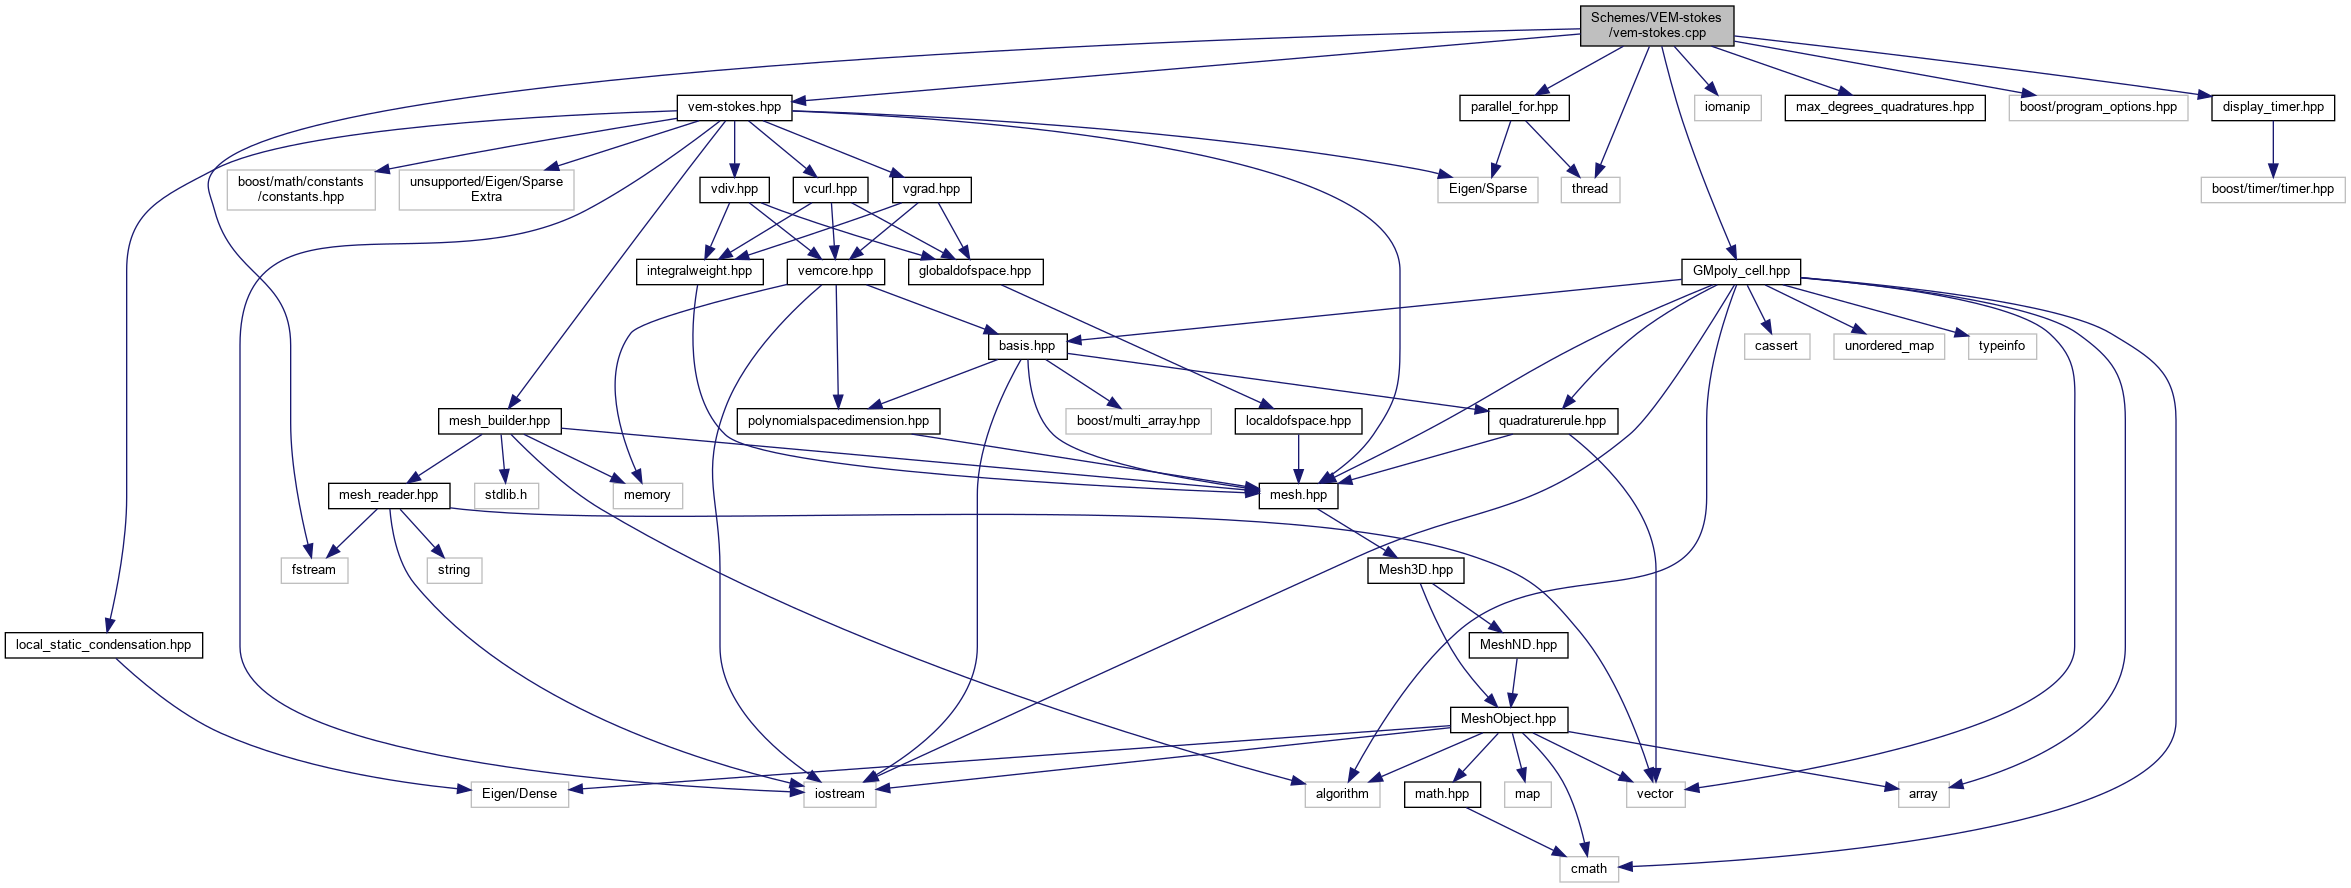 Schemes/VEM-stokes
/vem-stokes.cpp
vem-stokes.hpp
parallel_for.hpp
iomanip
max_degrees_quadratures.hpp
boost/program_options.hpp
display_timer.hpp
boost/math/constants
/constants.hpp
unsupported/Eigen/Sparse
Extra
vdiv.hpp
vcurl.hpp
vgrad.hpp
Eigen/Sparse
thread
boost/timer/timer.hpp
integralweight.hpp
vemcore.hpp
globaldofspace.hpp
GMpoly_cell.hpp
basis.hpp
cassert
unordered_map
typeinfo
mesh_builder.hpp
polynomialspacedimension.hpp
boost/multi_array.hpp
localdofspace.hpp
quadraturerule.hpp
mesh_reader.hpp
stdlib.h
memory
mesh.hpp
fstream
string
Mesh3D.hpp
local_static_condensation.hpp
MeshND.hpp
MeshObject.hpp
Eigen/Dense
iostream
algorithm
math.hpp
map
vector
array
cmath